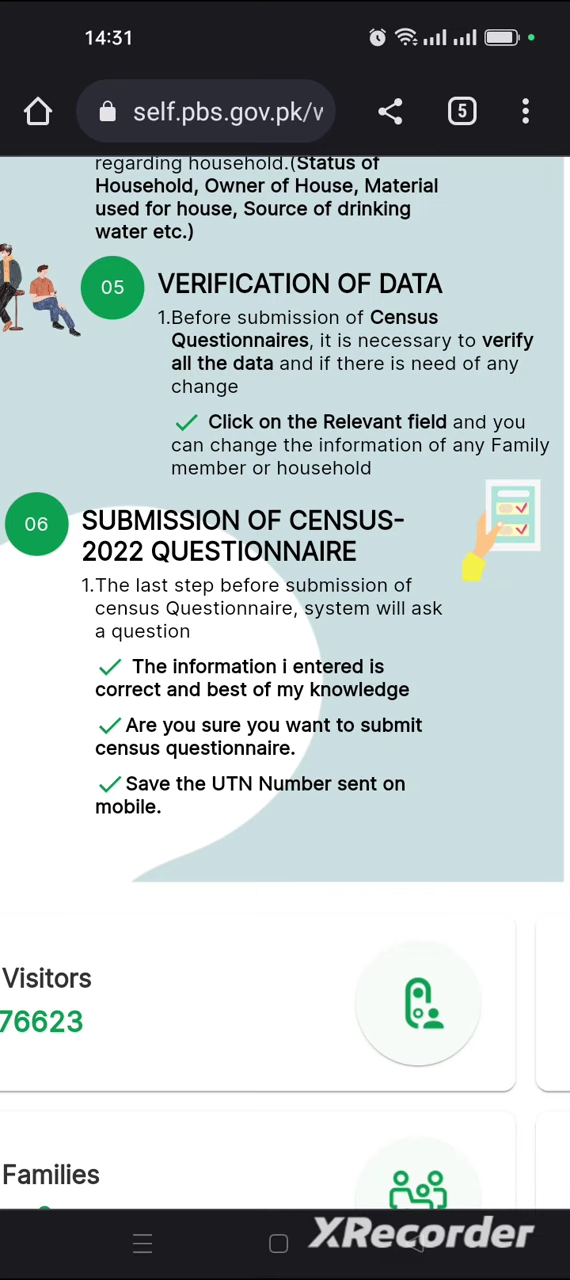 14:31
5
self.pbs.gov.pk/v
regarding household.(Status of
Household, Owner of House, Material
used for house, Source of drinking
water etc.)
05
VERIFICATION OF DATA
1.Before submission of Census
Questionnaires, it is necessary to verify
all the data and if there is need of any
change
Click on the Relevant field and you
can change the information of any Family
member or household
06
SUBMISSION OF CENSUS-
2022 QUESTIONNAIRE
1.The last step before submission of
census Questionnaire, system will ask
a question
The information i entered is
correct and best of my knowledge
Are you sure you want to submit
census questionnaire.
Save the UTN Number sent on
mobile.
Visitors
76623
Families
XRecorder